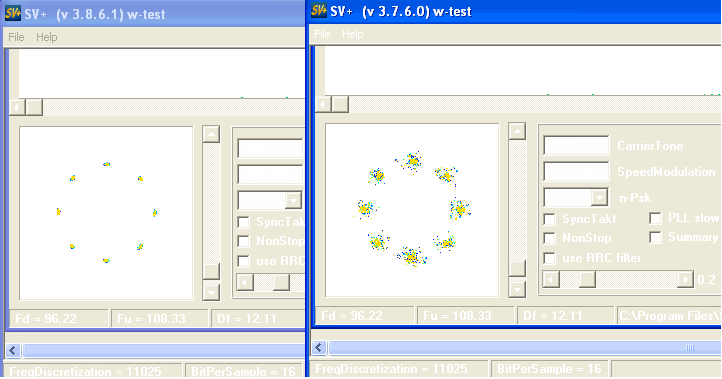 SV+ (v 3.8.6.1) w-test
File Help
SyncTakt
NonStop
use RRC
Fd = 96.22 Fu = 108.33 Df = 12.11
FreqDiscretization = 11025 BitPerSample = 16
SV+ (v 3.7.6.0) w-test
File Help
CarrierTone
SpeedModulation
n-Psk
SyncTakt PLL slow
NonStop Summary
use RRC filter
0.2
Fd = 96.22 Fu = 108.33 Df = 12.11 C:\Program Files\
FreqDiscretization = 11025 BitPerSample = 16